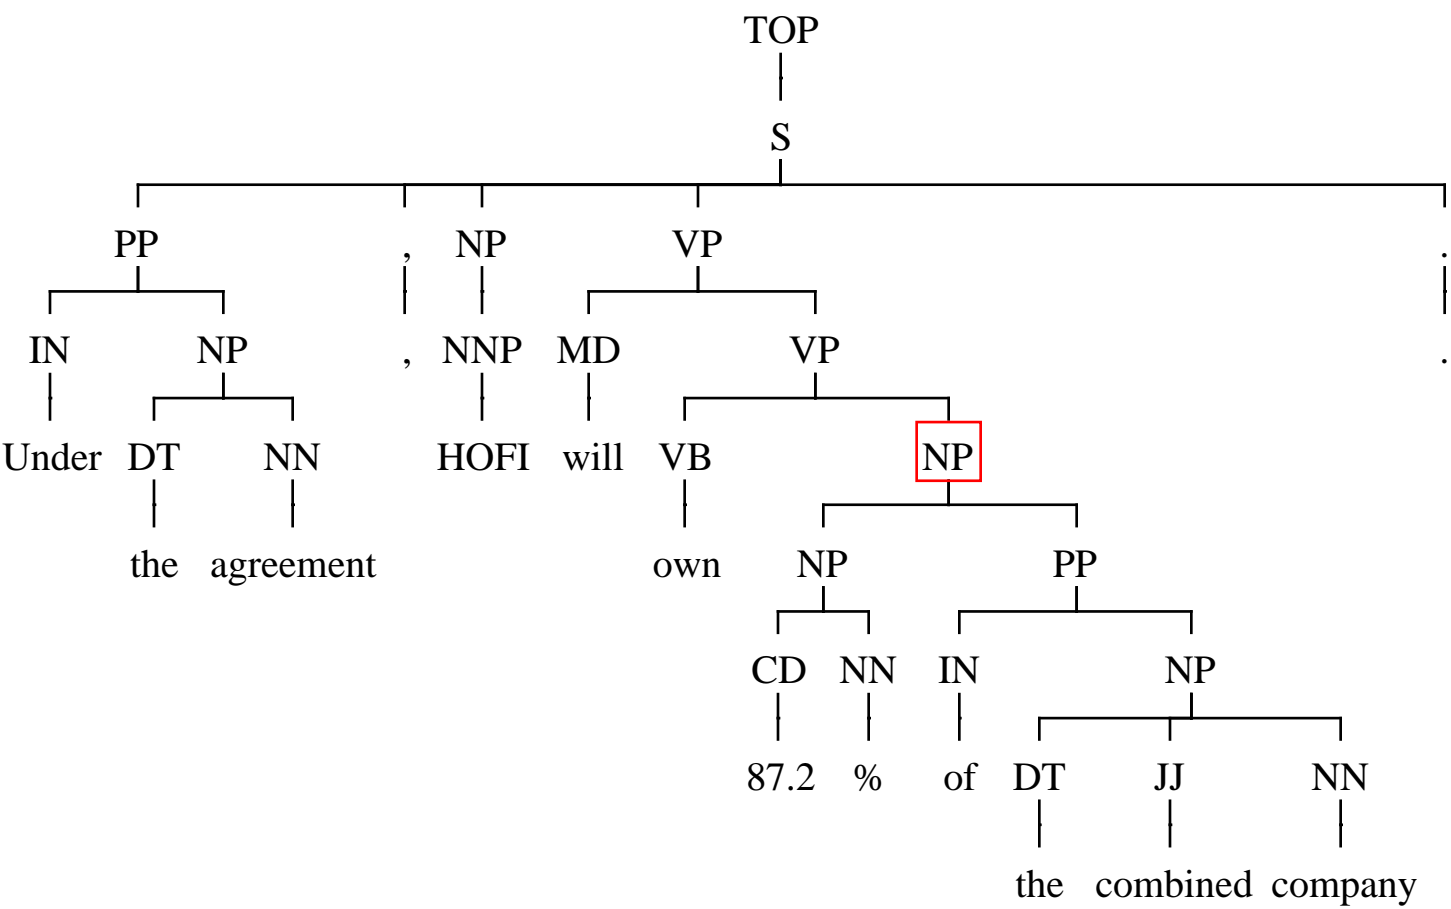 TOP
S
PP , NP VP .
IN NP , NNP MD VP .
Under DT NN HOFI will VB NP
the agreement own NP PP
CD NN IN NP
87.2 % of DT JJ NN
the combined company